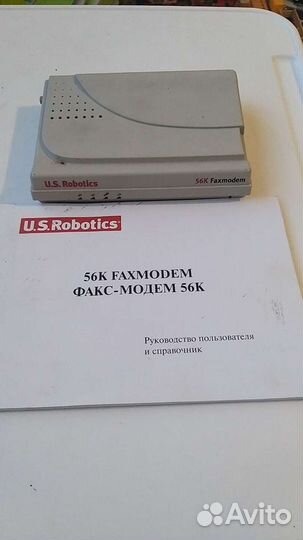 U.S. Robotics
56K Faxmodem
U.S. Robotics
56K FAXMODEM
ФАКС-МОДЕМ 56K
Руководство пользователя
и справочник
Avito